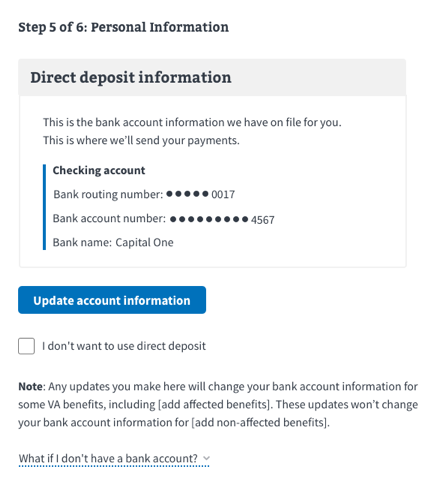 Step 5 of 6: Personal Information
Direct deposit information
This is the bank account information we have on file for you.
This is where we’ll send your payments.
Checking account
Bank routing number: ●●●●●0017
Bank account number: ●●●●●●●●●4567
Bank name: Capital One
Update account information
I don't want to use direct deposit
Note: Any updates you make here will change your bank account information for
some VA benefits, including [add affected benefits]. These updates won’t change
your bank account information for [add non-affected benefits].
What if I don't have a bank account?